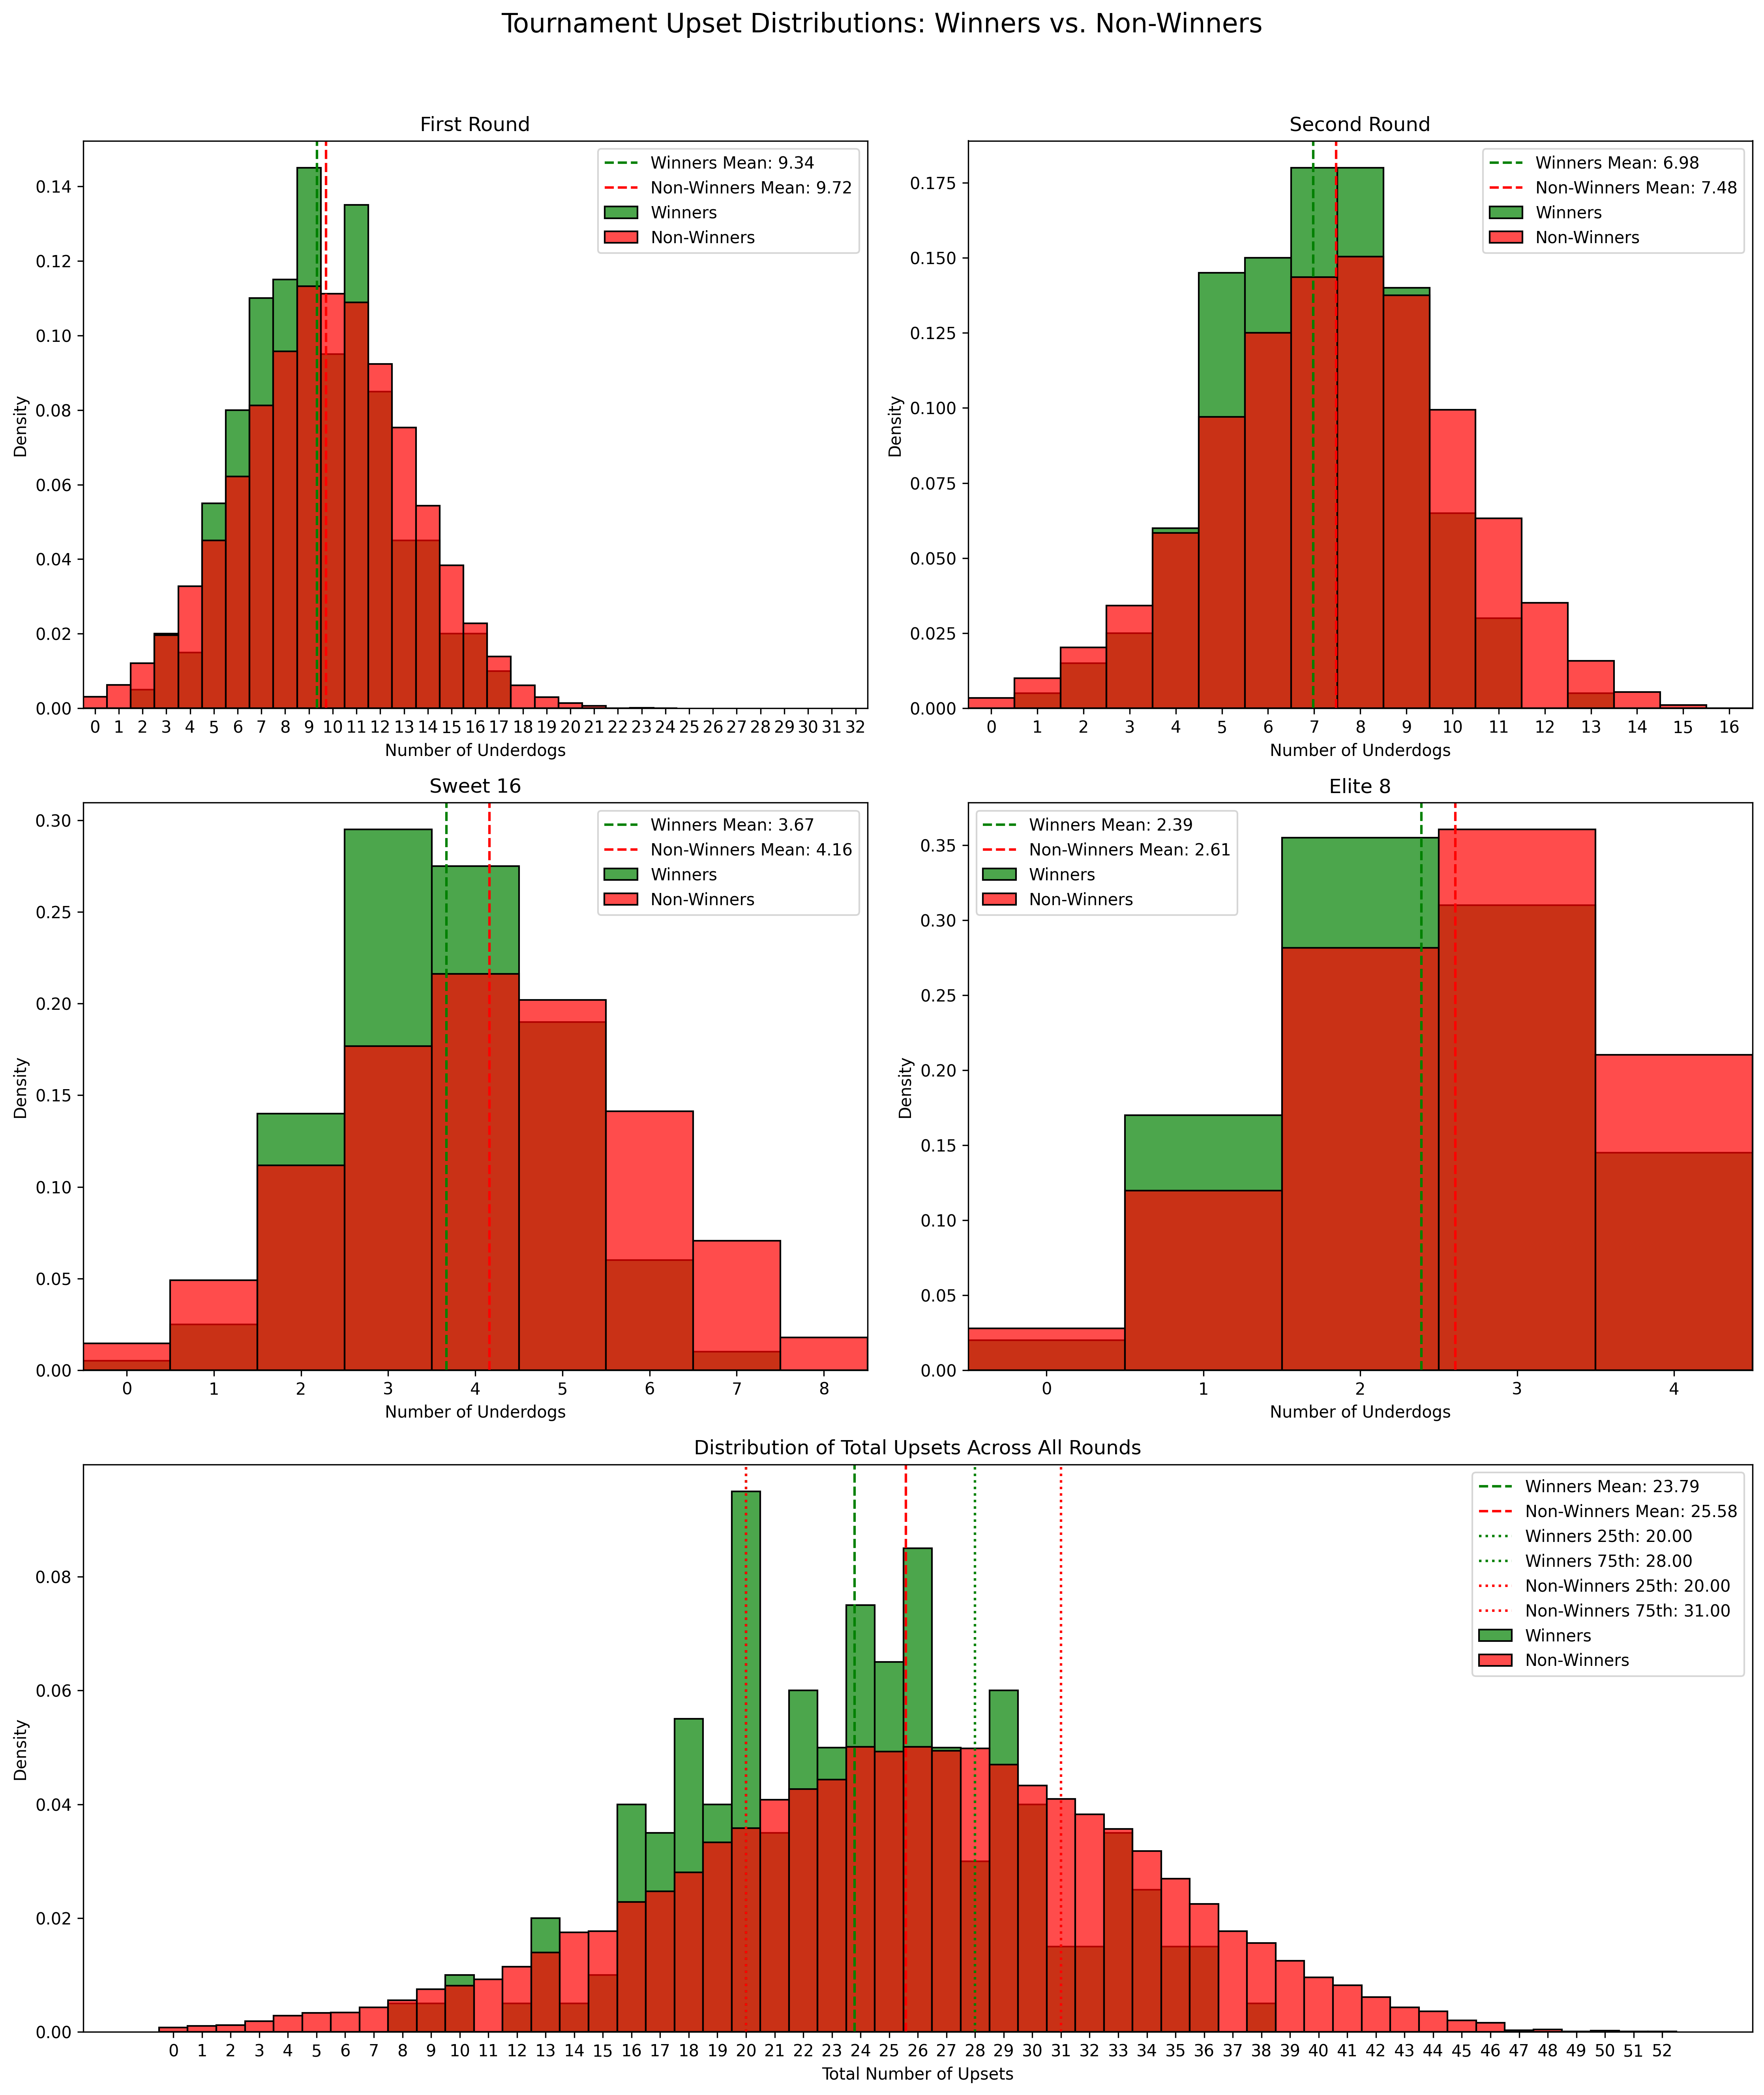 Tournament Upset Distributions: Winners vs. Non-Winners
First Round
Density
0.14
0.12
0.10
0.08
0.06
0.04
0.02
0.00
Winners Mean: 9.34
Non-Winners Mean: 9.72
Winners
Non-Winners
0 1 2 3 4 5 6 7 8 9 10 11 12 13 14 15 16 17 18 19 20 21 22 23 24 25 26 27 28 29 30 31 32
Number of Underdogs
Second Round
Density
0.175
0.150
0.125
0.100
0.075
0.050
0.025
0.000
Winners Mean: 6.98
Non-Winners Mean: 7.48
Winners
Non-Winners
0 1 2 3 4 5 6 7 8 9 10 11 12 13 14 15 16
Number of Underdogs
Sweet 16
Density
0.30
0.25
0.20
0.15
0.10
0.05
0.00
Winners Mean: 3.67
Non-Winners Mean: 4.16
Winners
Non-Winners
0 1 2 3 4 5 6 7 8
Number of Underdogs
Elite 8
Density
0.35
0.30
0.25
0.20
0.15
0.10
0.05
0.00
Winners Mean: 2.39
Non-Winners Mean: 2.61
Winners
Non-Winners
0 1 2 3 4
Number of Underdogs
Distribution of Total Upsets Across All Rounds
Density
0.08
0.06
0.04
0.02
0.00
Winners Mean: 23.79
Non-Winners Mean: 25.58
Winners 25th: 20.00
Winners 75th: 28.00
Non-Winners 25th: 20.00
Non-Winners 75th: 31.00
Winners
Non-Winners
0 1 2 3 4 5 6 7 8 9 10 11 12 13 14 15 16 17 18 19 20 21 22 23 24 25 26 27 28 29 30 31 32 33 34 35 36 37 38 39 40 41 42 43 44 45 46 47 48 49 50 51 52
Total Number of Upsets